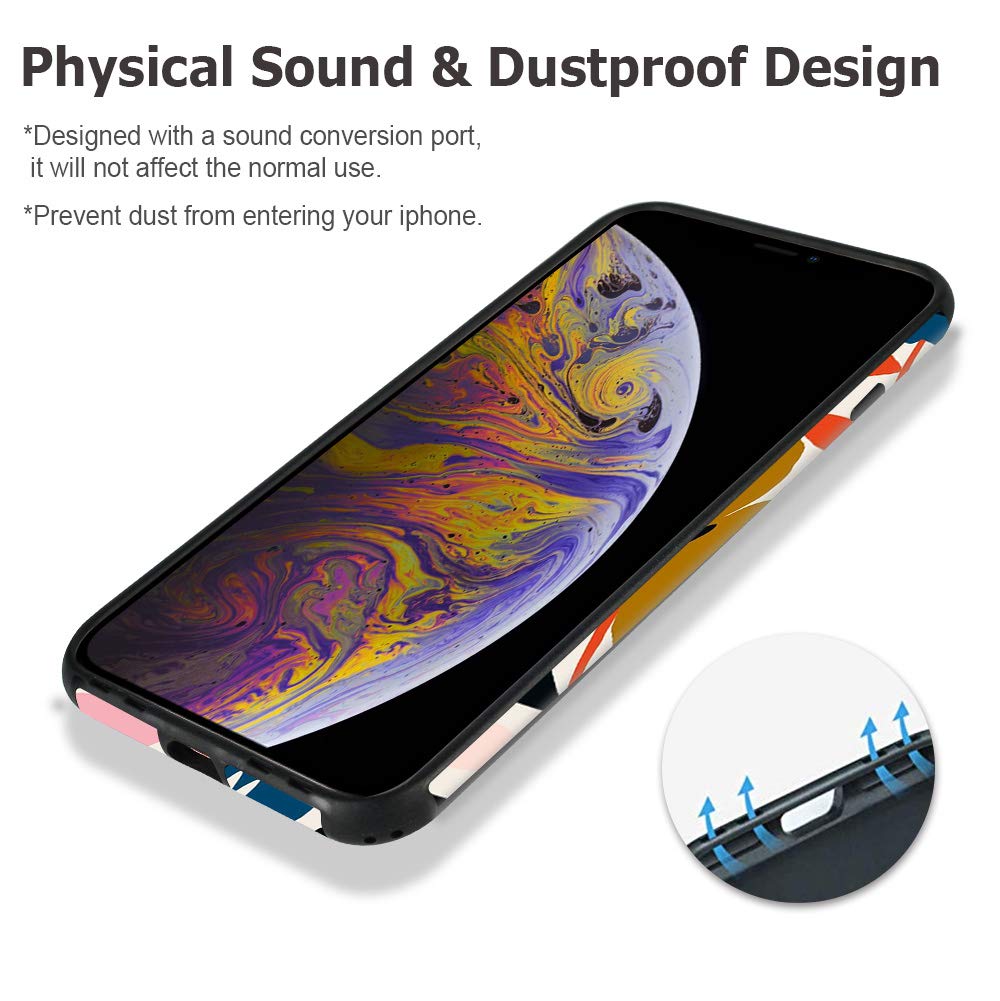 Physical Sound & Dustproof Design
*Designed with a sound conversion port,
it will not affect the normal use.
*Prevent dust from entering your iphone.